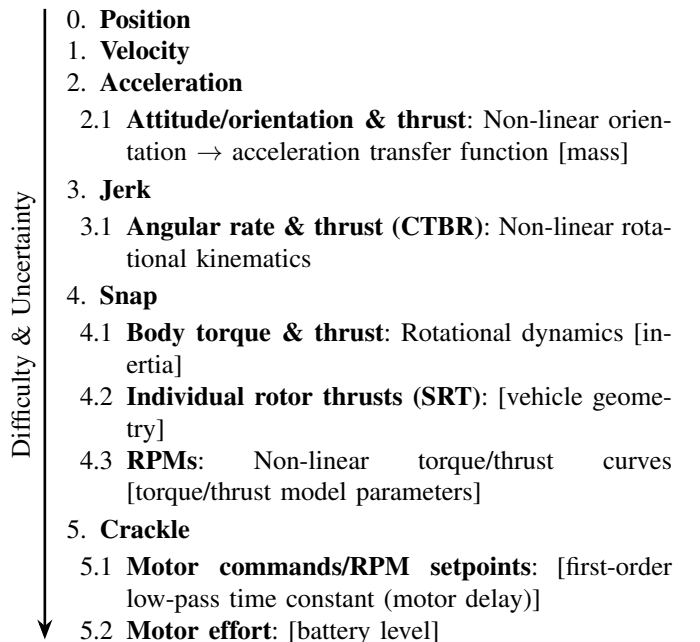 Difficulty & Uncertainty
0. Position
1. Velocity
2. Acceleration
2.1 Attitude/orientation & thrust: Non-linear orien-
tation → acceleration transfer function [mass]
3. Jerk
3.1 Angular rate & thrust (CTBR): Non-linear rota-
tional kinematics
4. Snap
4.1 Body torque & thrust: Rotational dynamics [in-
ertia]
4.2 Individual rotor thrusts (SRT): [vehicle geome-
try]
4.3 RPMs: Non-linear torque/thrust curves
[torque/thrust model parameters]
5. Crackle
5.1 Motor commands/RPM setpoints: [first-order
low-pass time constant (motor delay)]
5.2 Motor effort: [battery level]